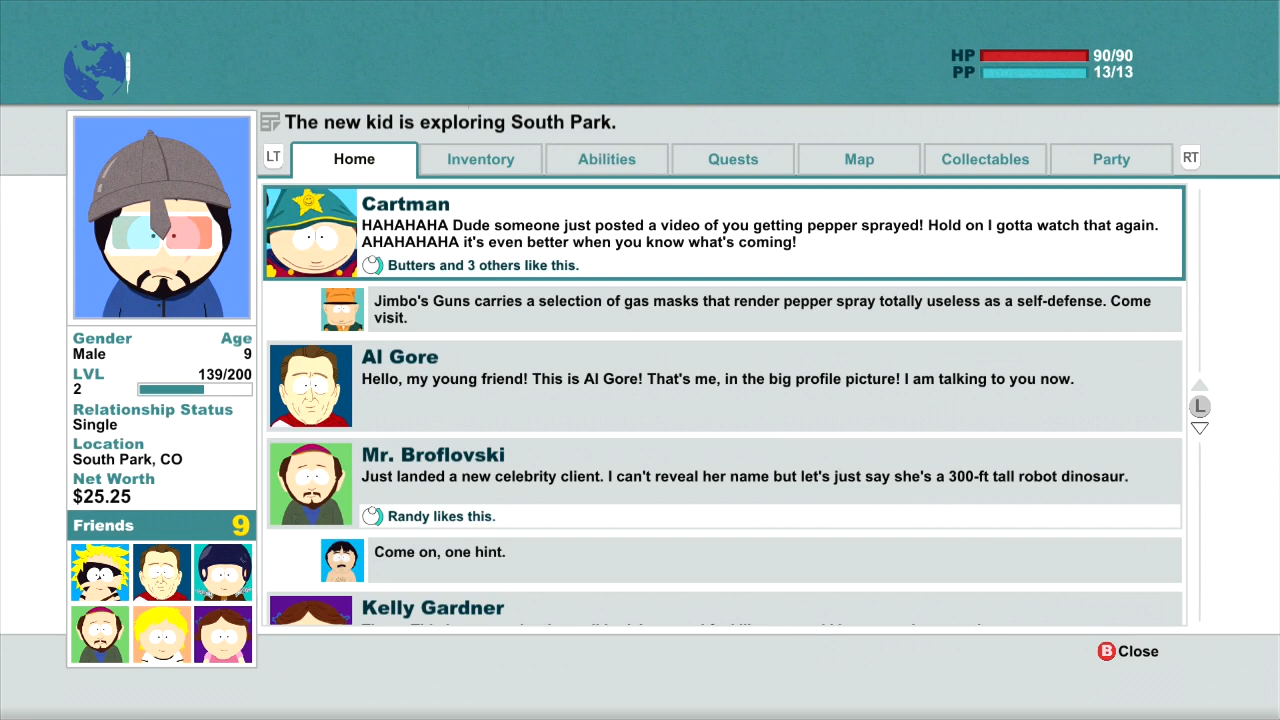 HP 90/90
PP 13/13
The new kid is exploring South Park.
LT Home Inventory Abilities Quests Map Collectables Party RT
Gender Age
Male 9
LVL 139/200
2
Relationship Status
Single
Location
South Park, CO
Net Worth
$25.25
Friends 9
Cartman
HAHAHAHA Dude someone just posted a video of you getting pepper sprayed! Hold on I gotta watch that again.
AHAHAHAHA it's even better when you know what's coming!
Butters and 3 others like this.
Jimbo's Guns carries a selection of gas masks that render pepper spray totally useless as a self-defense. Come
visit.
Al Gore
Hello, my young friend! This is Al Gore! That's me, in the big profile picture! I am talking to you now.
Mr. Broflovski
Just landed a new celebrity client. I can't reveal her name but let's just say she's a 300-ft tall robot dinosaur.
Randy likes this.
Come on, one hint.
Kelly Gardner
L
B Close